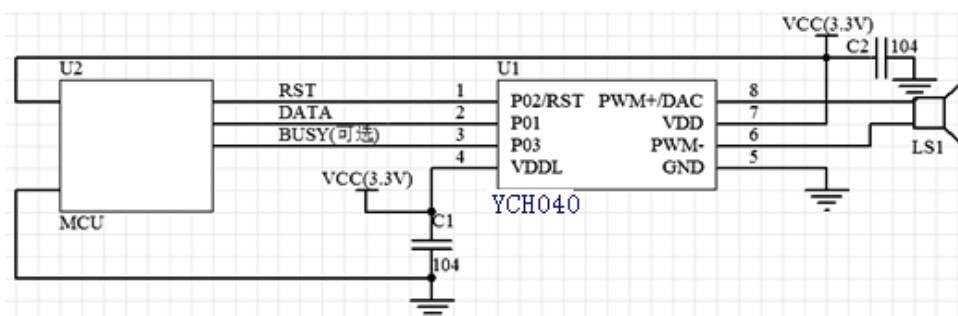 VCC(3.3V)
C2
104
U2
U1
RST
1
P02/RST
PWM+/DAC
8
DATA
2
P01
VDD
7
BUSY(可选)
3
P03
PWM-
6
LS1
4
VDDL
GND
5
VCC(3.3V)
YCH040
MCU
C1
104